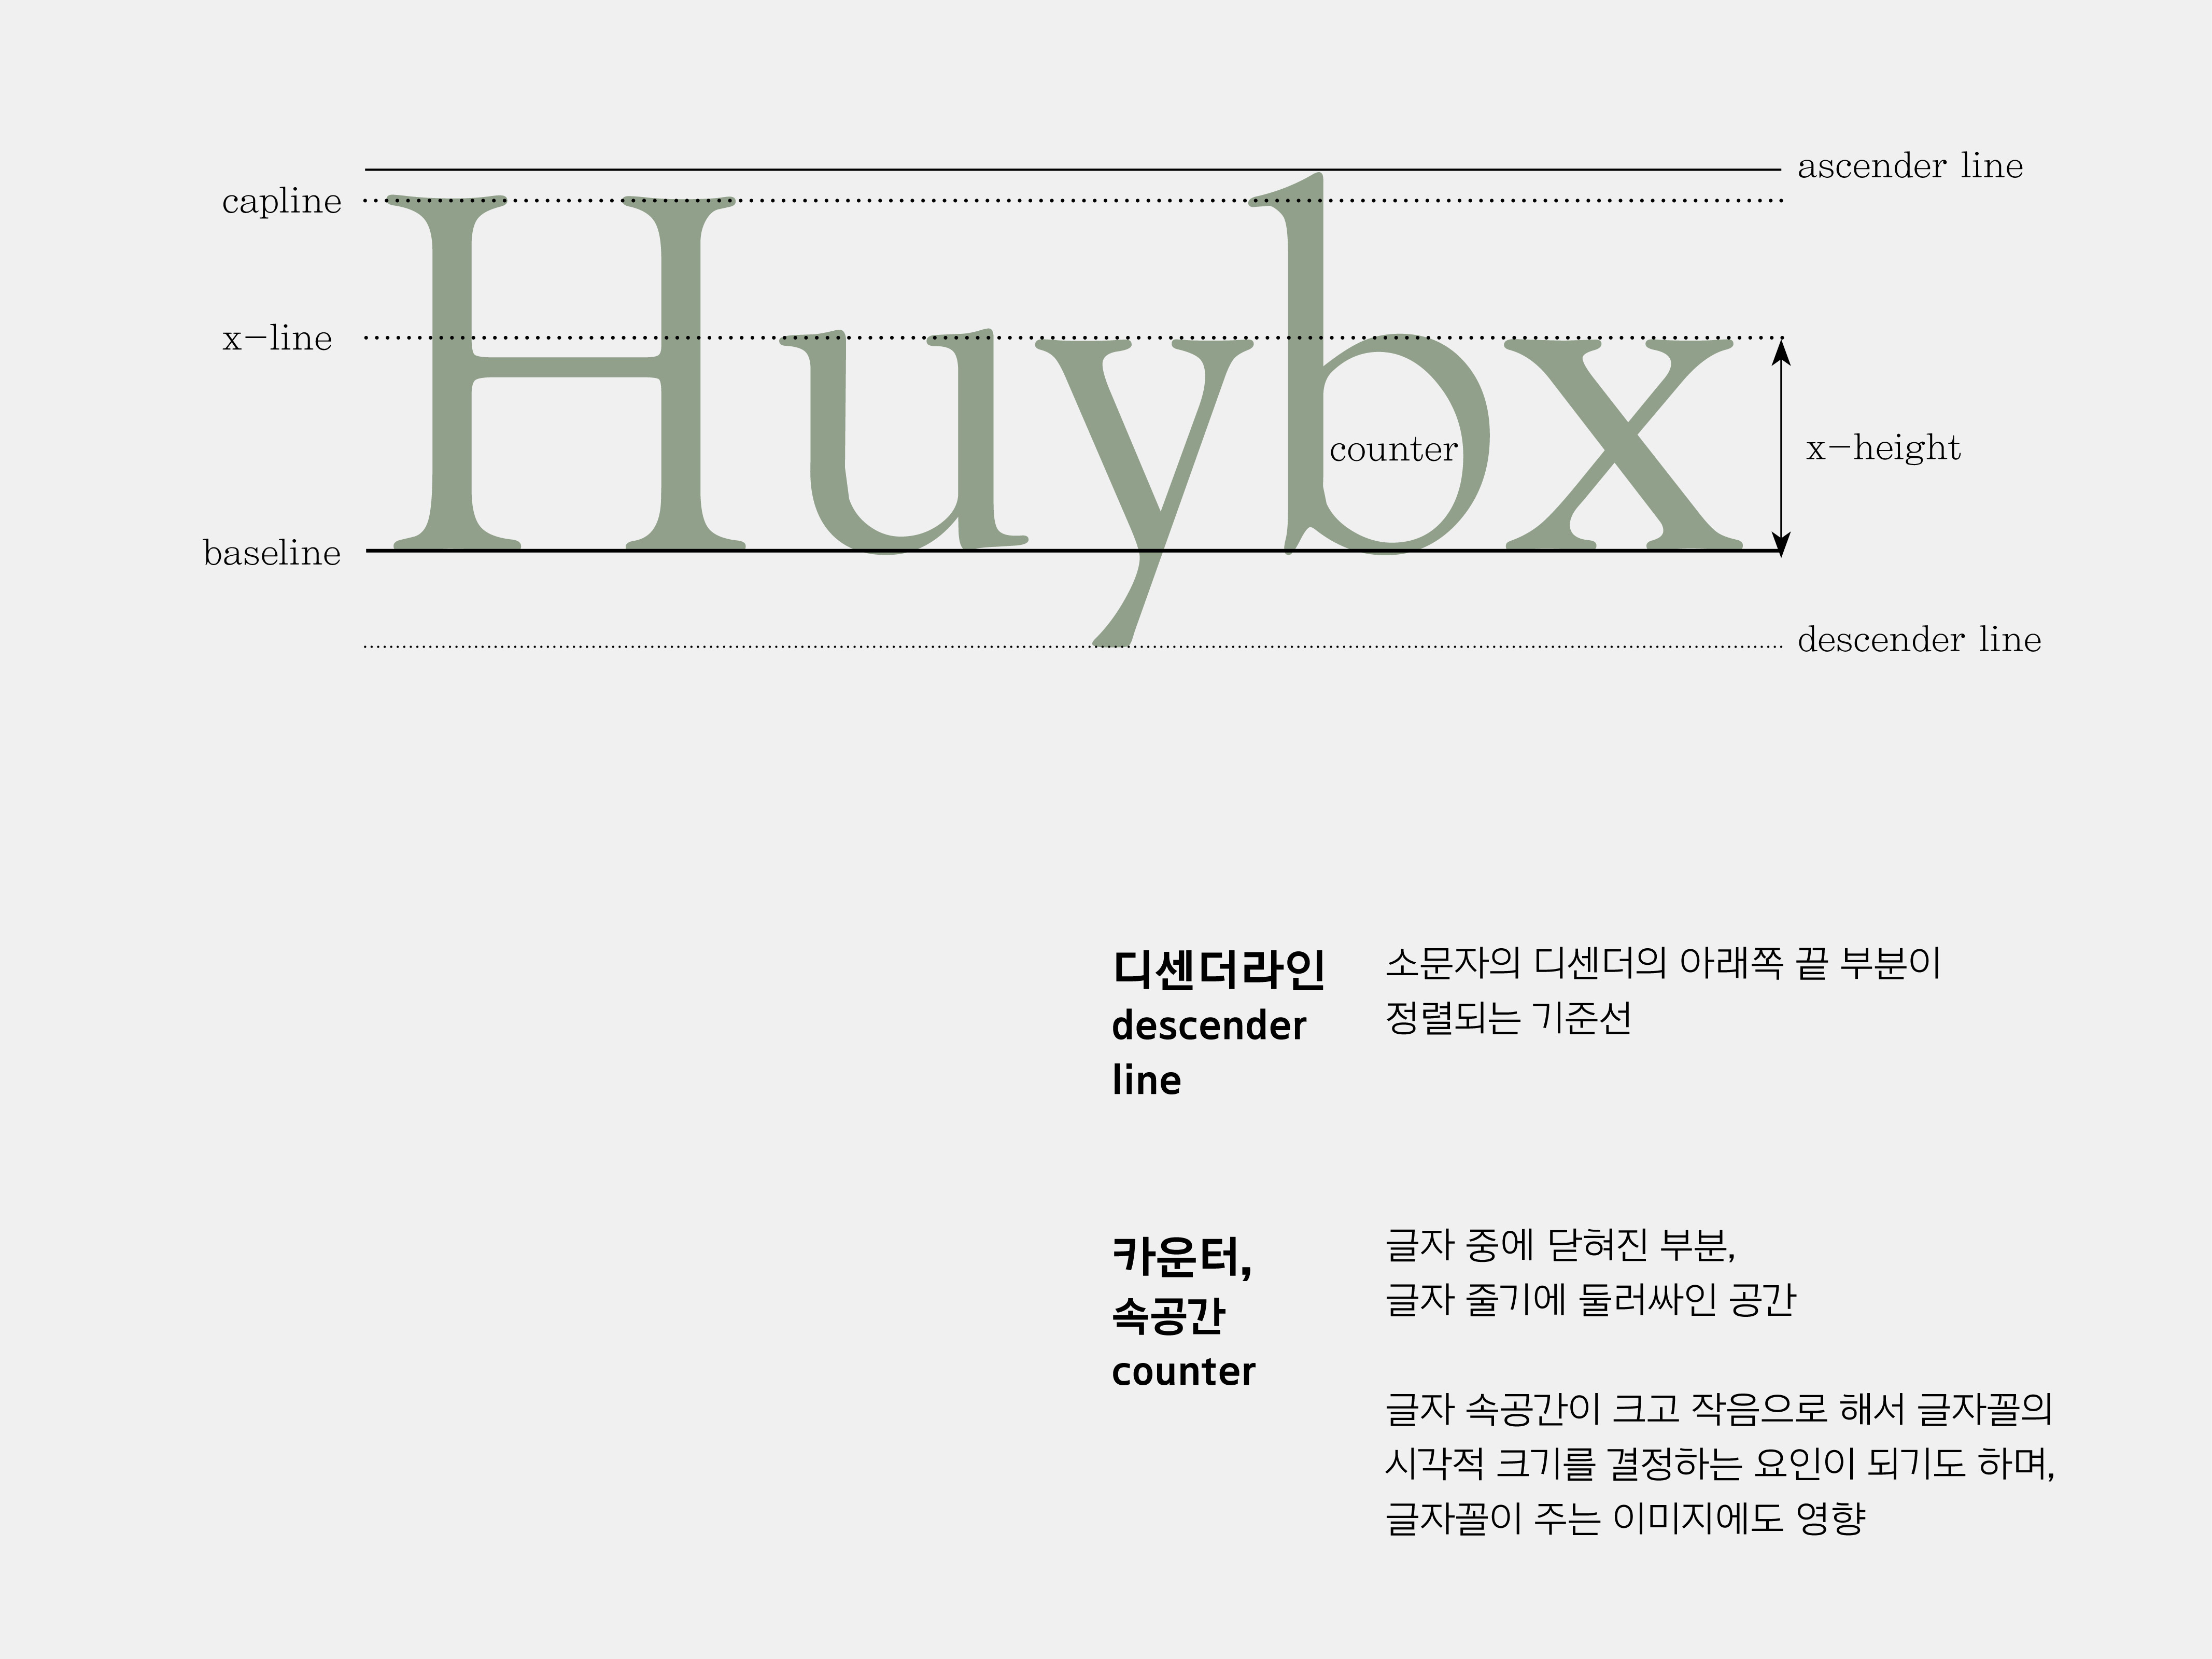 ascender line
capline
Huybx
x-line
counter
x-height
baseline
descender line
디센더라인
descender
line
소문자의 디센더의 아래쪽 끝 부분이
정렬되는 기준선
카운터,
속공간
counter
글자 중에 닫혀진 부분,
글자 줄기에 둘러싸인 공간
글자 속공간이 크고 작음으로 해서 글자꼴의
시각적 크기를 결정하는 요인이 되기도 하며,
글자꼴이 주는 이미지에도 영향